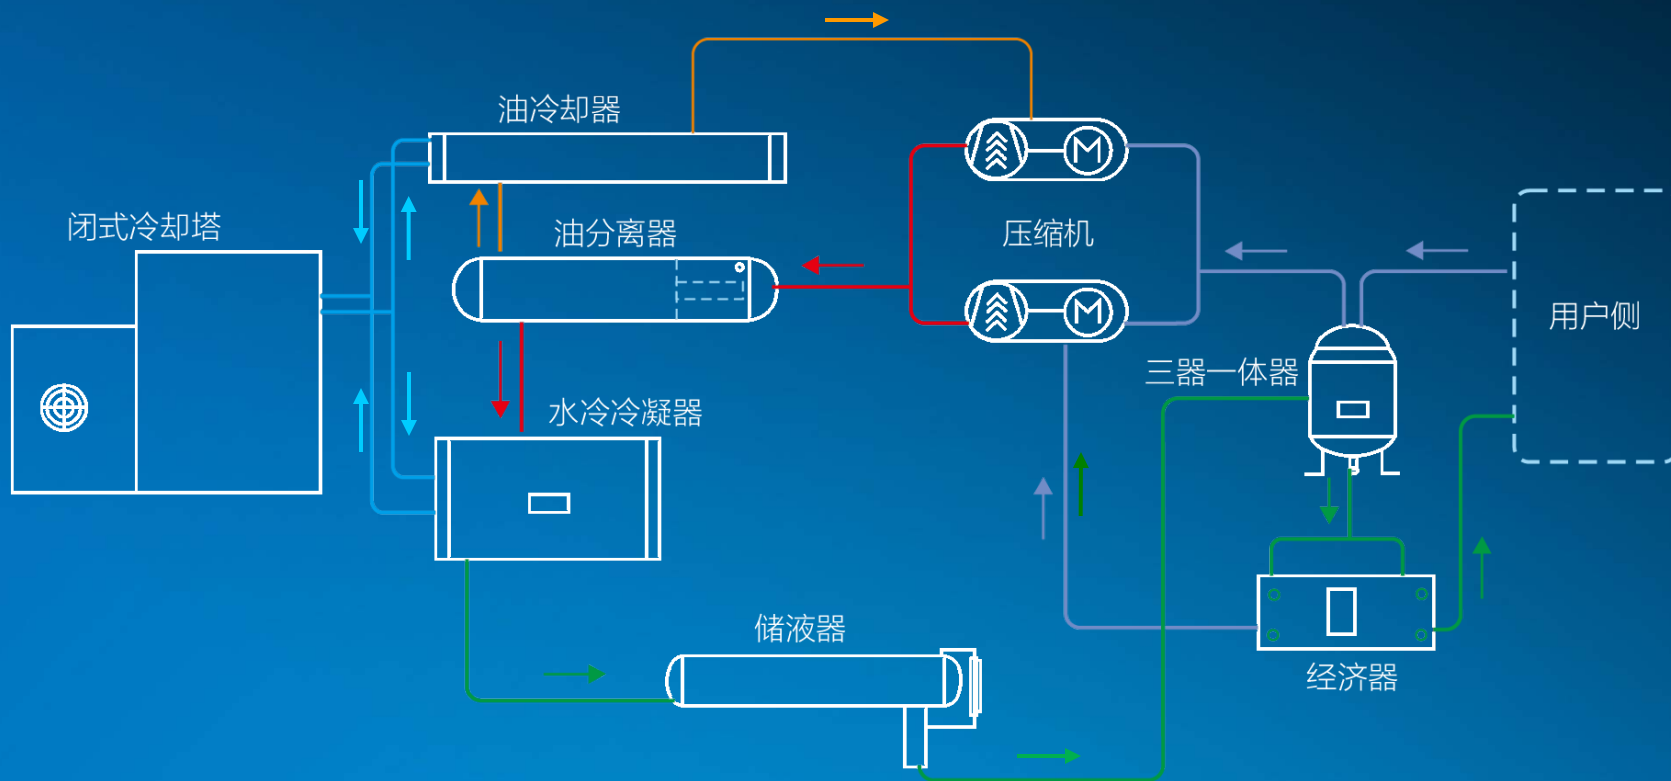 油冷却器
闭式冷却塔
油分离器
压缩机
用户侧
三器一体器
水冷冷凝器
储液器
经济器
M
M